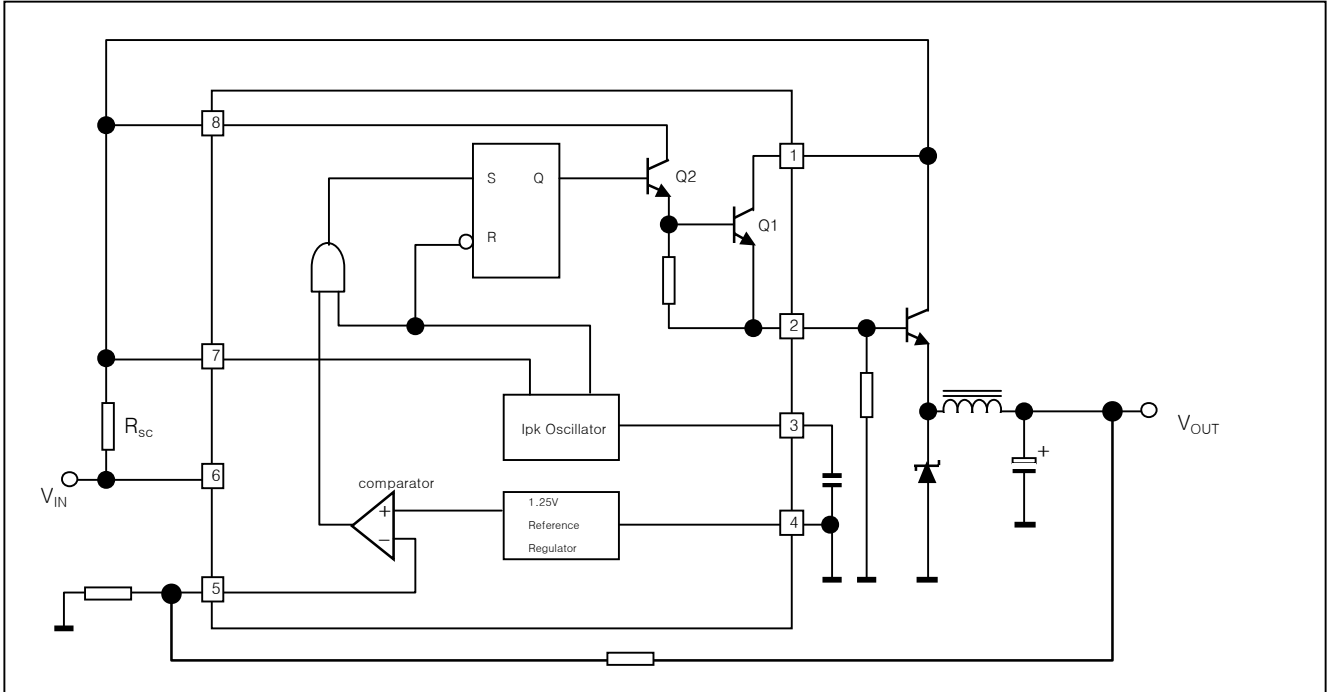 8
1
S
Q
Q2
R
Q1
2
7
Ipk Oscillator
3
Rsc
VOUT
6
VIN
comparator
+
+
1.25V
Reference
Regulator
4
−
5